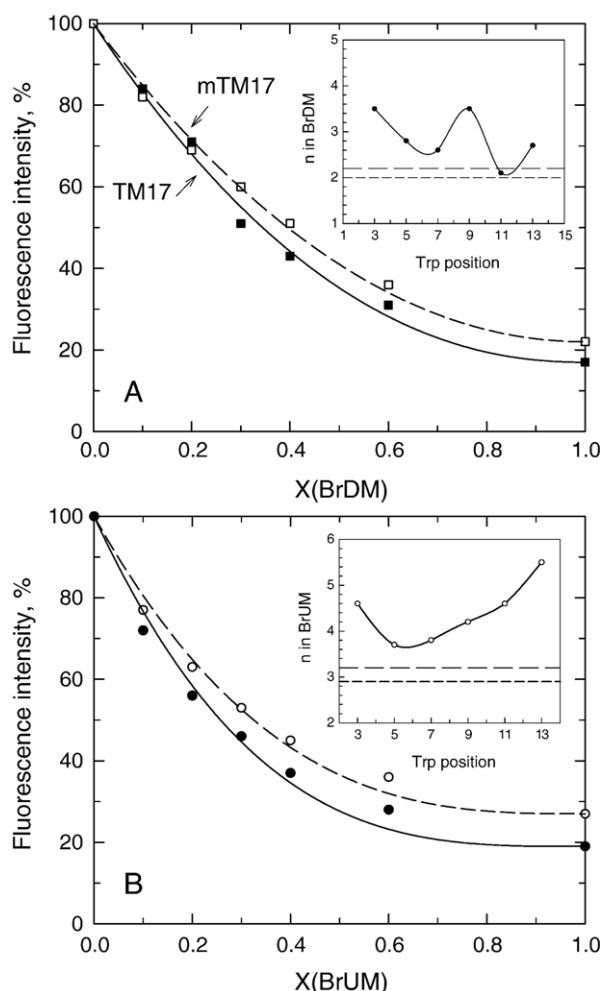 100
80
60
40
20
0
Fluorescence intensity, %
mTM17
TM17
A
5
4
3
2
1
n in BrDM
1 3 5 7 9 11 13 15
Trp position
0.0 0.2 0.4 0.6 0.8 1.0
X(BrDM)
100
80
60
40
20
0
Fluorescence intensity, %
B
6
5
4
3
2
n in BrUM
3 5 7 9 11 13
Trp position
0.0 0.2 0.4 0.6 0.8 1.0
X(BrUM)